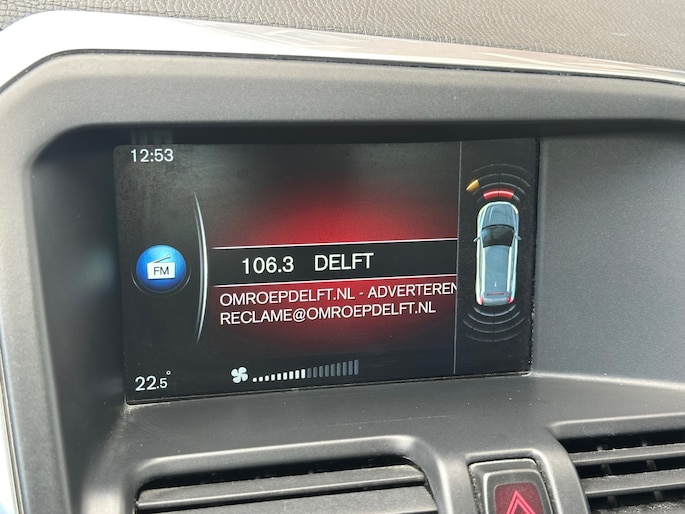 12:53
FM
106.3 DELFT
OMROEPDELFT.NL - ADVERTEREN
RECLAME@OMROEPDELFT.NL
22.5°